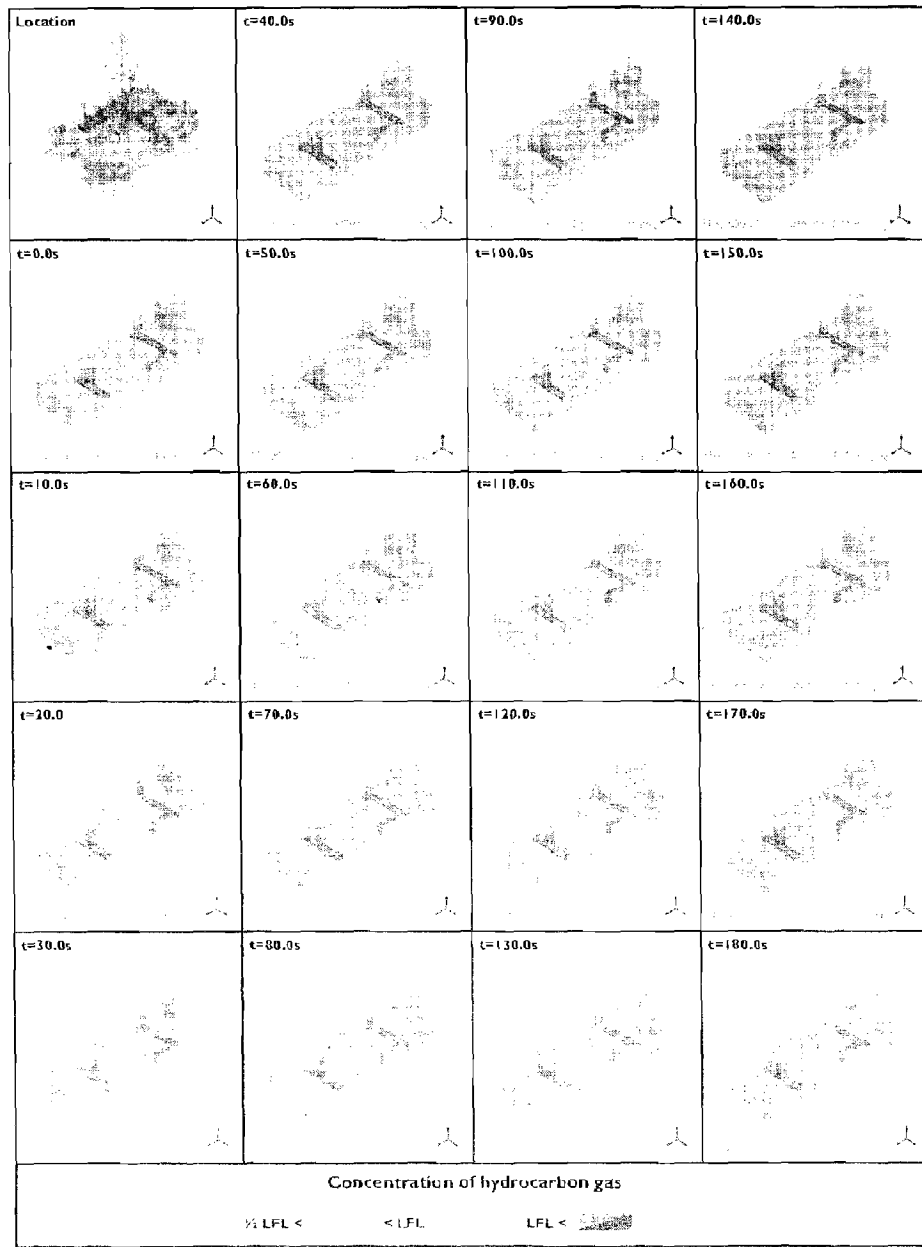 Location
t=40.0s
t=90.0s
t=140.0s
t=0.0s
t=50.0s
t=100.0s
t=150.0s
t=10.0s
t=60.0s
t=110.0s
t=160.0s
t=20.0
t=70.0s
t=120.0s
t=170.0s
t=30.0s
t=80.0s
t=130.0s
t=180.0s
Concentration of hydrocarbon gas
½ LFL < < LFL LFL <